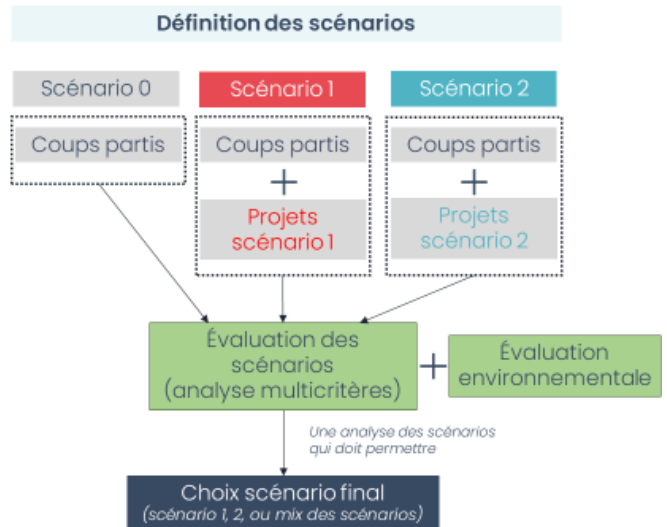 Définition des scénarios
Scénario 0
Scénario 1
Scénario 2
Coups partis
Coups partis
Coups partis
+
+
Projets
scénario 1
Projets
scénario 2
Évaluation des
scénarios
(analyse multicritères)
+
Évaluation
environnementale
Une analyse des scénarios
qui doit permettre
Choix scénario final
(scénario 1, 2, ou mix des scénarios)